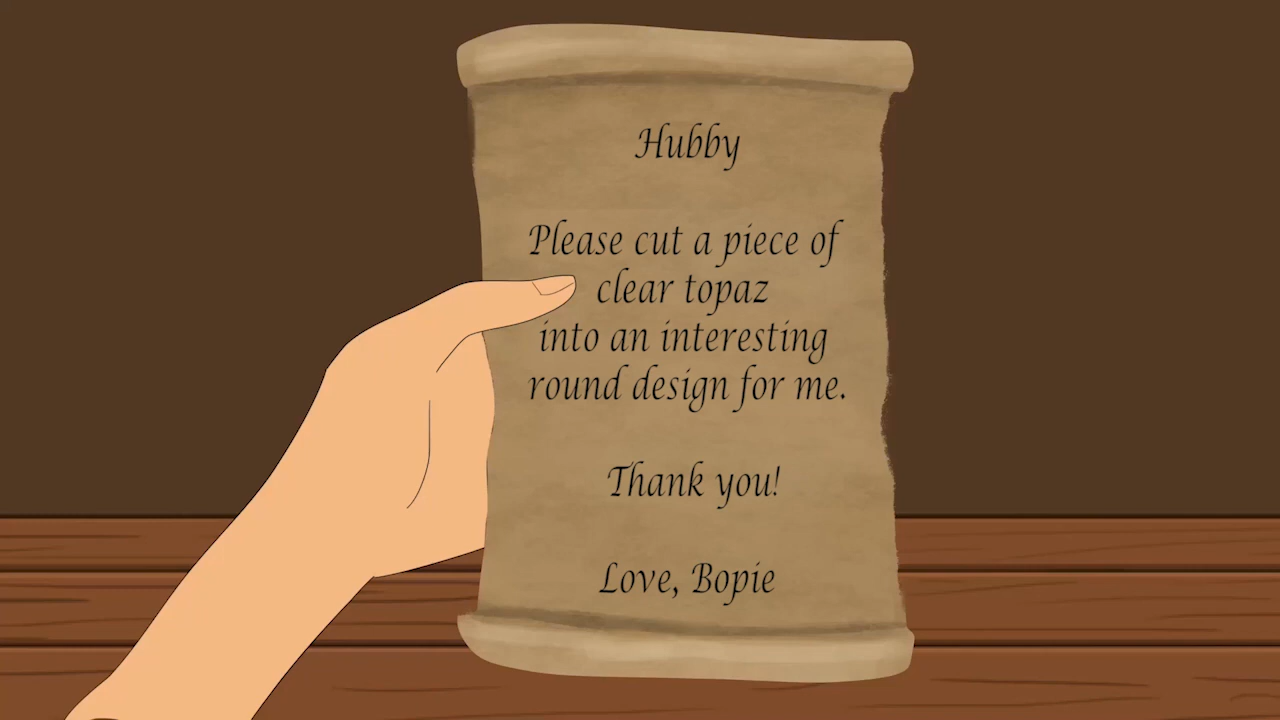 Hubby
Please cut a piece of
clear topaz
into an interesting
round design for me.
Thank you!
Love, Bopie